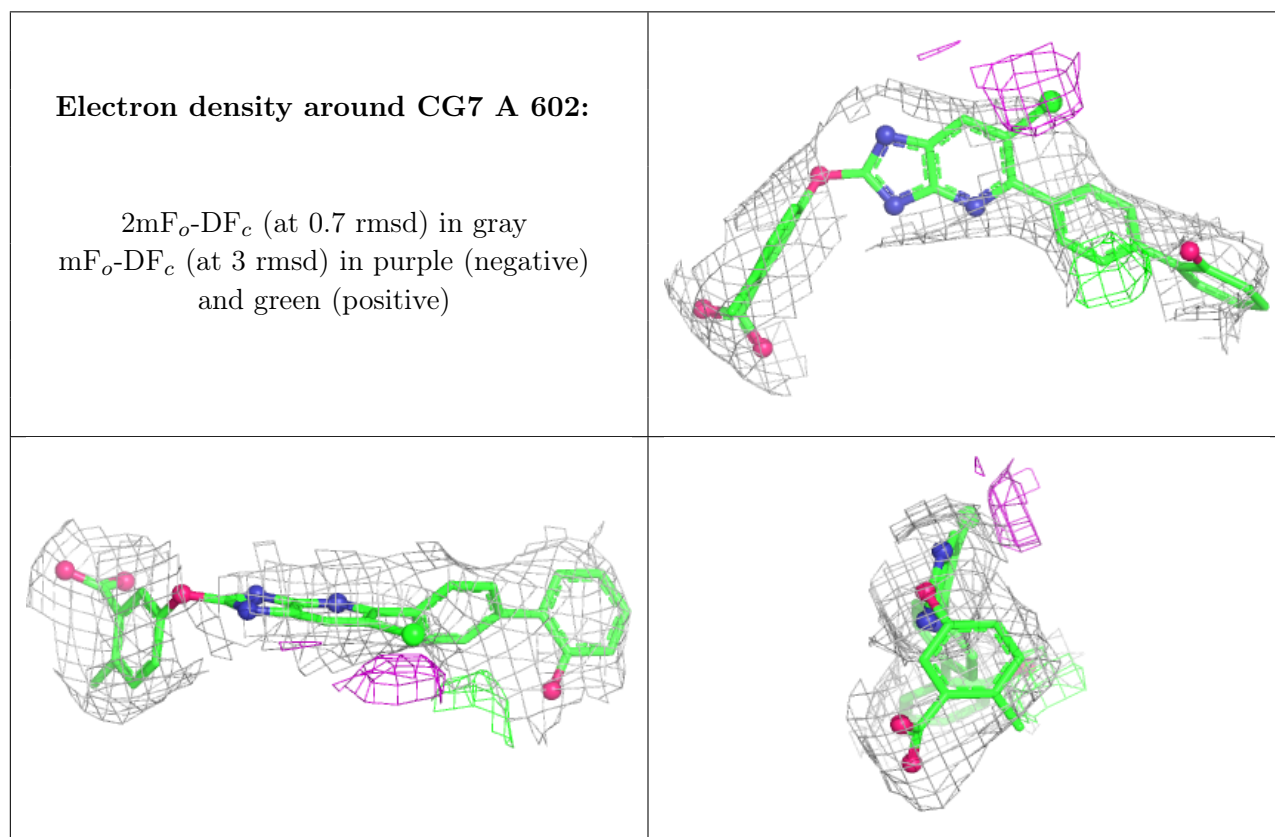 Electron density around CG7 A 602:
2mFₒ-DF𝒸 (at 0.7 rmsd) in gray
mFₒ-DF𝒸 (at 3 rmsd) in purple (negative)
and green (positive)